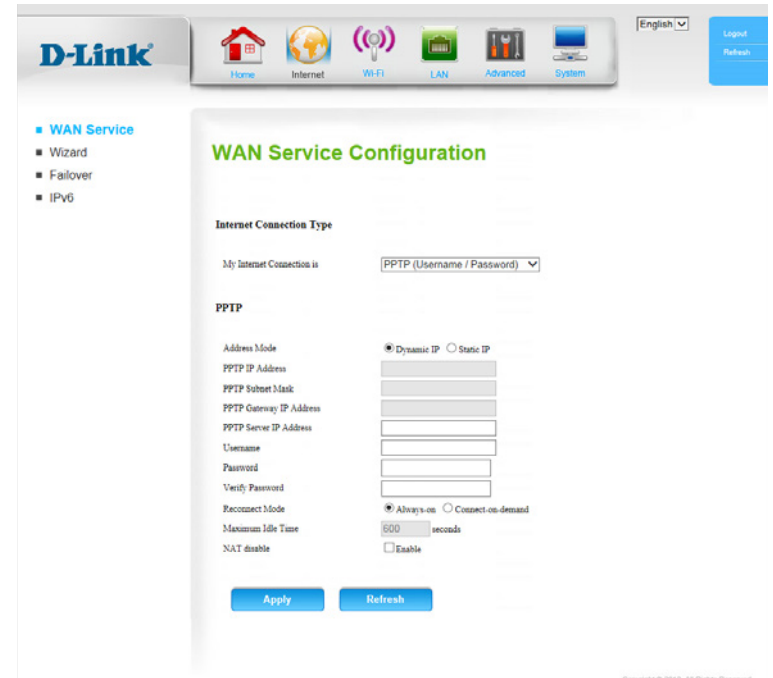 D-Link
Home
Internet
Wi-Fi
LAN
Advanced
System
English
Logout
Refresh
WAN Service
Wizard
Failover
IPv6
WAN Service Configuration
Internet Connection Type
My Internet Connection is PPTP (Username / Password)
PPTP
Address Mode Dynamic IP Static IP
PPTP IP Address
PPTP Subnet Mask
PPTP Gateway IP Address
PPTP Server IP Address
Username
Password
Verify Password
Reconnect Mode Always-on Connect-on-demand
Maximum Idle Time 600 seconds
NAT disable Enable
Apply Refresh